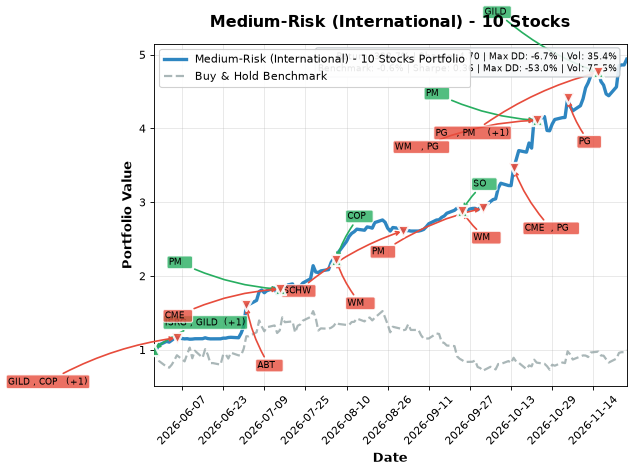 Medium-Risk (International) - 10 Stocks
GILD
Medium-Risk (International) - 10 Stocks Portfolio
Buy & Hold Benchmark
70 | Max DD: -6.7% | Vol: 35.4%
| Max DD: -53.0% | Vol:
PM
PG , PM (+1)
WM , PG
PG
SO
COP
CME , PG
WM
PM
PM
SCHW
WM
CME
GILD (+1)
ABT
GILD , COP (+1)
Portfolio Value
5
4
3
2
1
2026-06-07
2026-06-23
2026-07-09
2026-07-25
2026-08-10
2026-08-26
2026-09-11
2026-09-27
2026-10-13
2026-10-29
2026-11-14
Date